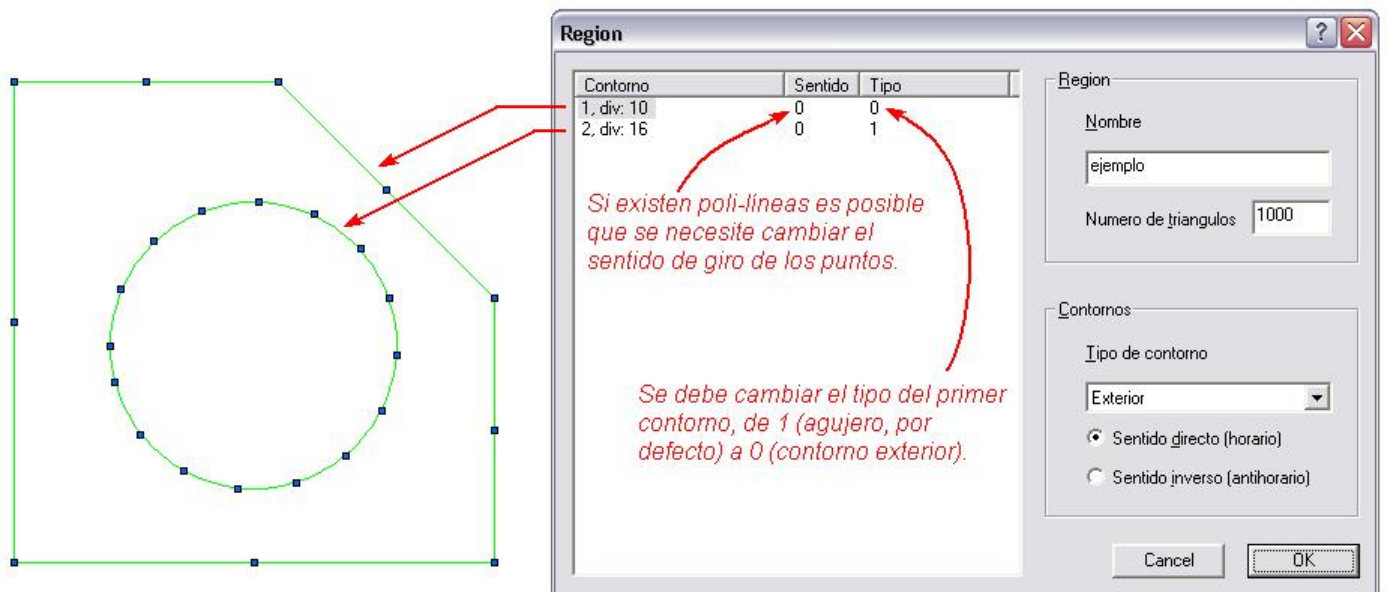 Region
Contorno Sentido Tipo
1, div: 10 0 0
2, div: 16 0 1
Si existen poli-líneas es posible
que se necesite cambiar el
sentido de giro de los puntos.
Se debe cambiar el tipo del primer
contorno, de 1 (agujero, por
defecto) a 0 (contorno exterior).
Region
Nombre
ejemplo
Numero de triangulos 1000
Contornos
Tipo de contorno
Exterior
Sentido directo (horario)
Sentido inverso (antihorario)
Cancel OK